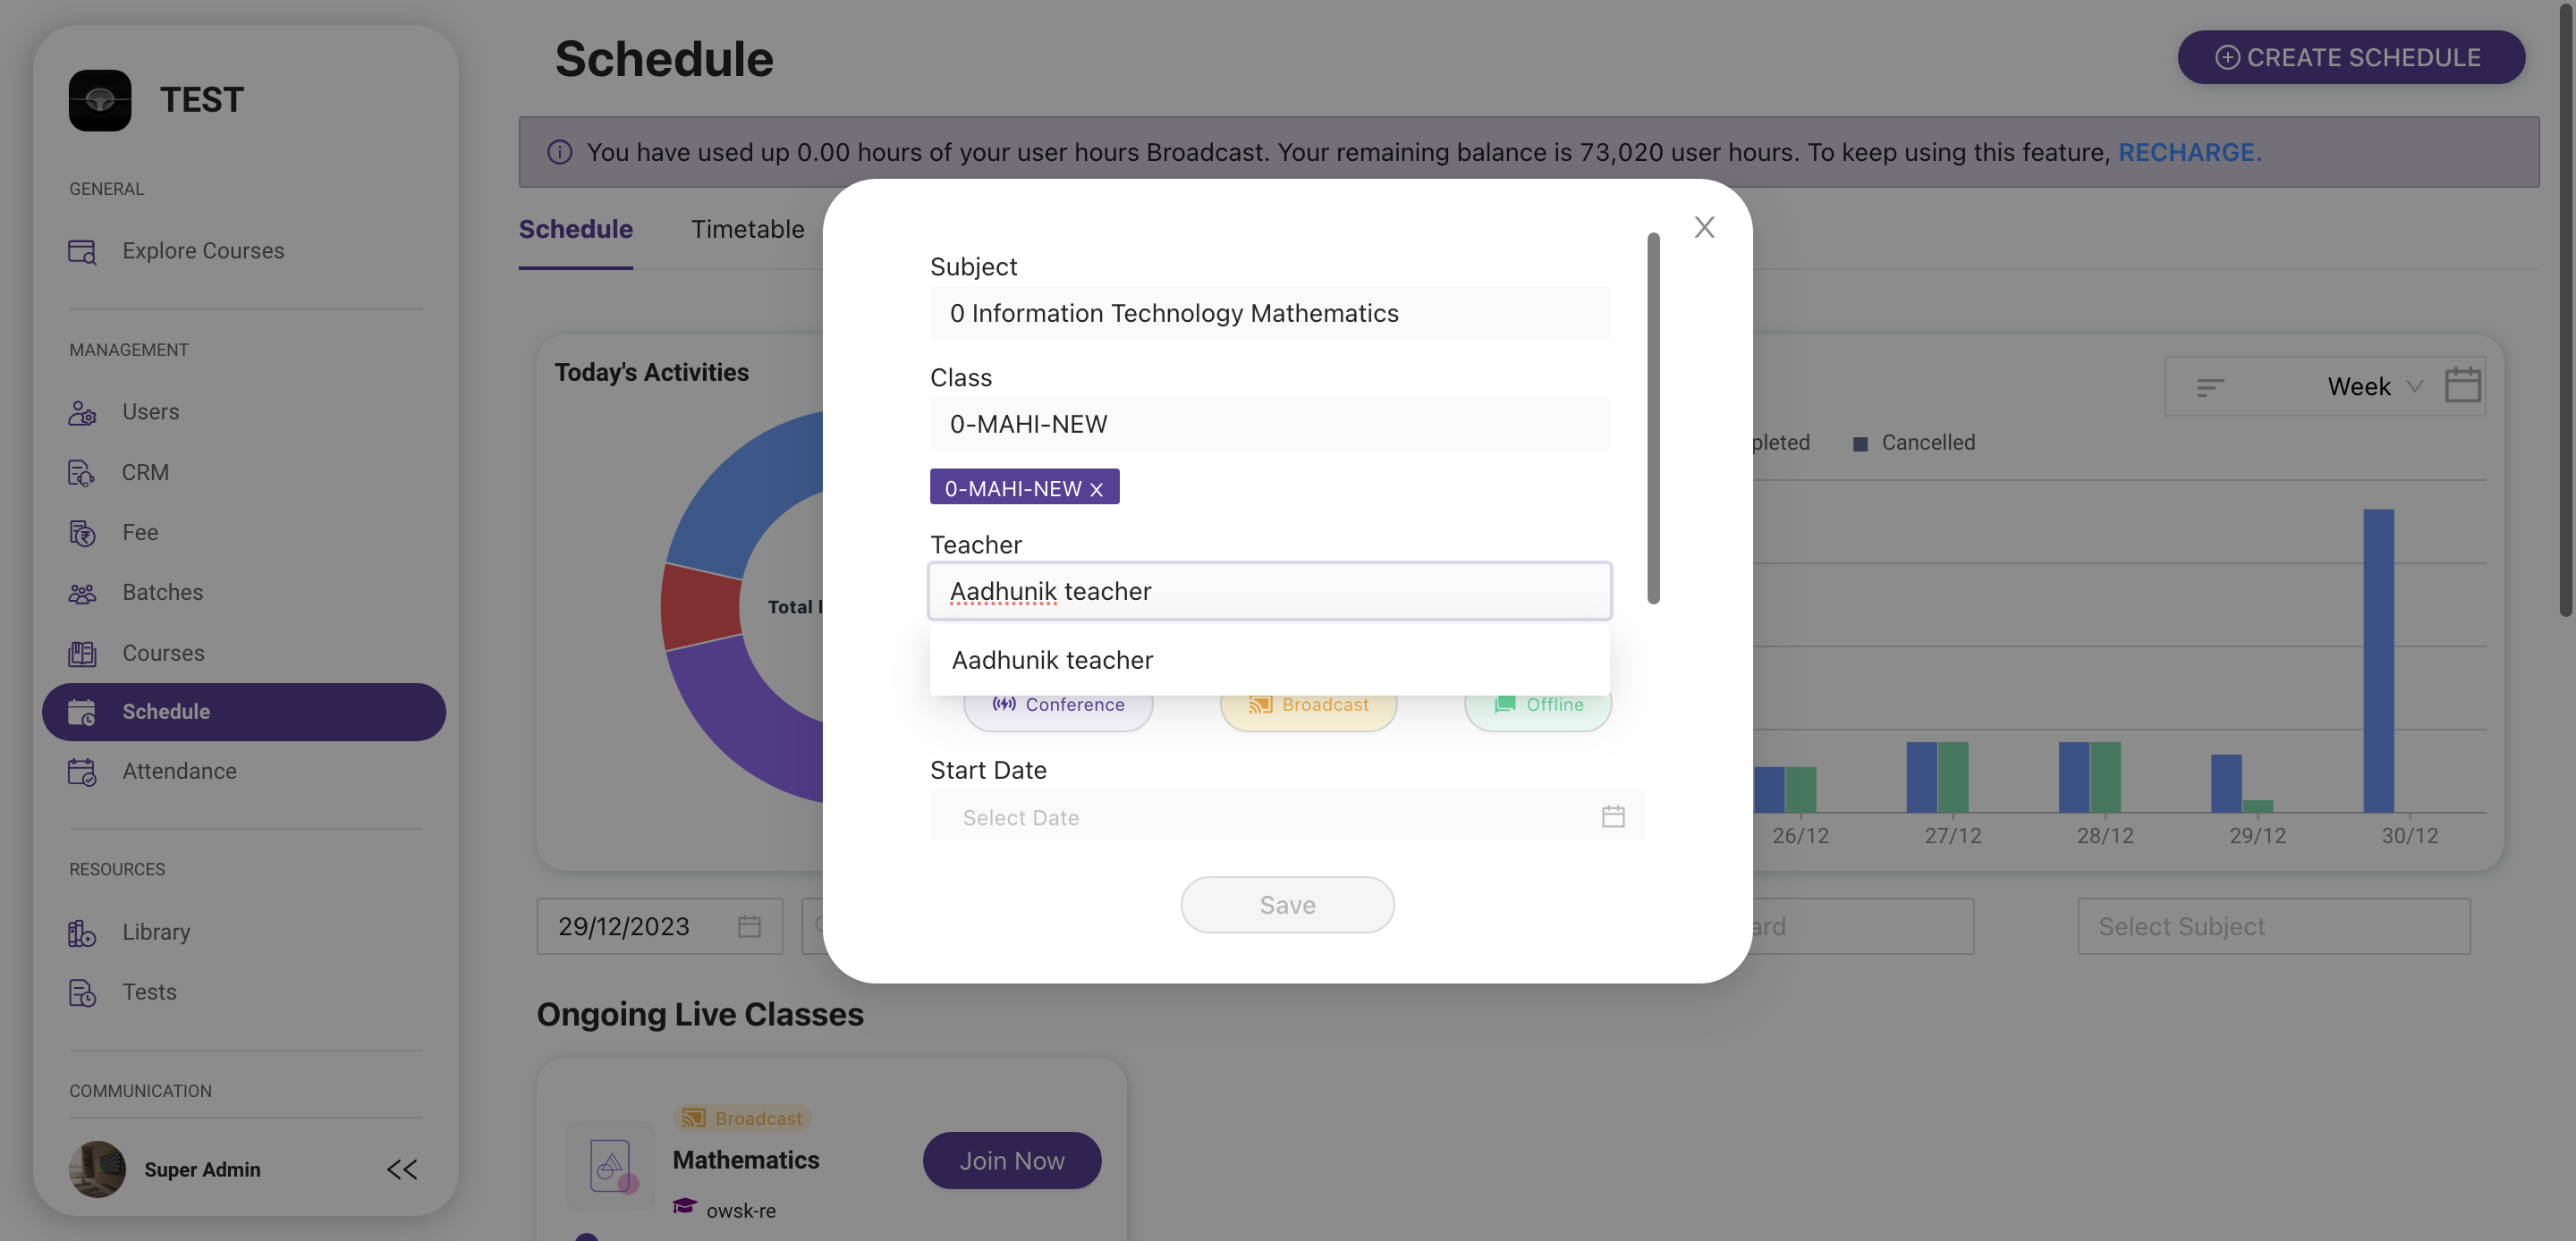 TEST
GENERAL
Explore Courses
MANAGEMENT
Users
CRM
Fee
Batches
Courses
Schedule
Attendance
RESOURCES
Library
Tests
COMMUNICATION
Super Admin
Schedule
CREATE SCHEDULE
You have used up 0.00 hours of your user hours Broadcast. Your remaining balance is 73,020 user hours. To keep using this feature, RECHARGE.
Schedule
Timetable
Today's Activities
Total
Week
pleted
Cancelled
26/12
27/12
28/12
29/12
30/12
Subject
0 Information Technology Mathematics
Class
0-MAHI-NEW
0-MAHI-NEW X
Teacher
Aadhunik teacher
Aadhunik teacher
Conference
Broadcast
Offline
Start Date
Select Date
Save
29/12/2023
ard
Select Subject
Ongoing Live Classes
Broadcast
Mathematics
owsk-re
Join Now